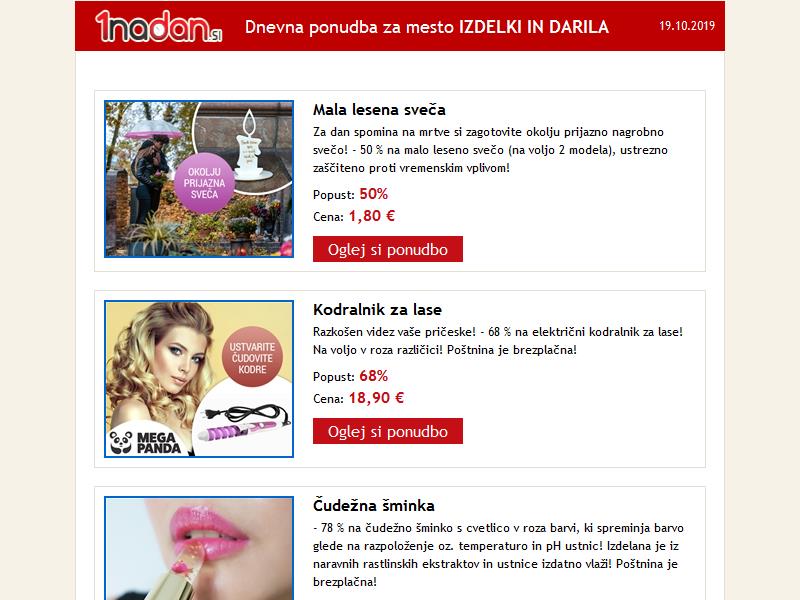 1nadan.si
Dnevna ponudba za mesto IZDELKI IN DARILA
19.10.2019
Mala lesena sveča
Za dan spomina na mrtve si zagotovite okolju prijazno nagrobno
svečo! - 50 % na malo leseno svečo (na voljo 2 modela), ustrezno
zaščiteno proti vremenskim vplivom!
Popust: 50%
Cena: 1,80 €
Oglej si ponudbo
OKOLJU
PRIJAZNA
SVEČA
Kodralnik za lase
Razkošen videz vaše pričeske! - 68 % na električni kodralnik za lase!
Na voljo v roza različici! Poštnina je brezplačna!
Popust: 68%
Cena: 18,90 €
Oglej si ponudbo
USTVARITE
ČUDOVITE
KODRE
MEGA
PANDA
Čudežna šminka
- 78 % na čudežno šminko s cvetlico v roza barvi, ki spreminja barvo
glede na razpoloženje oz. temperaturo in pH ustnic! Izdelana je iz
naravnih rastlinskih ekstraktov in ustnice izdatno vlaži! Poštnina je
brezplačna!